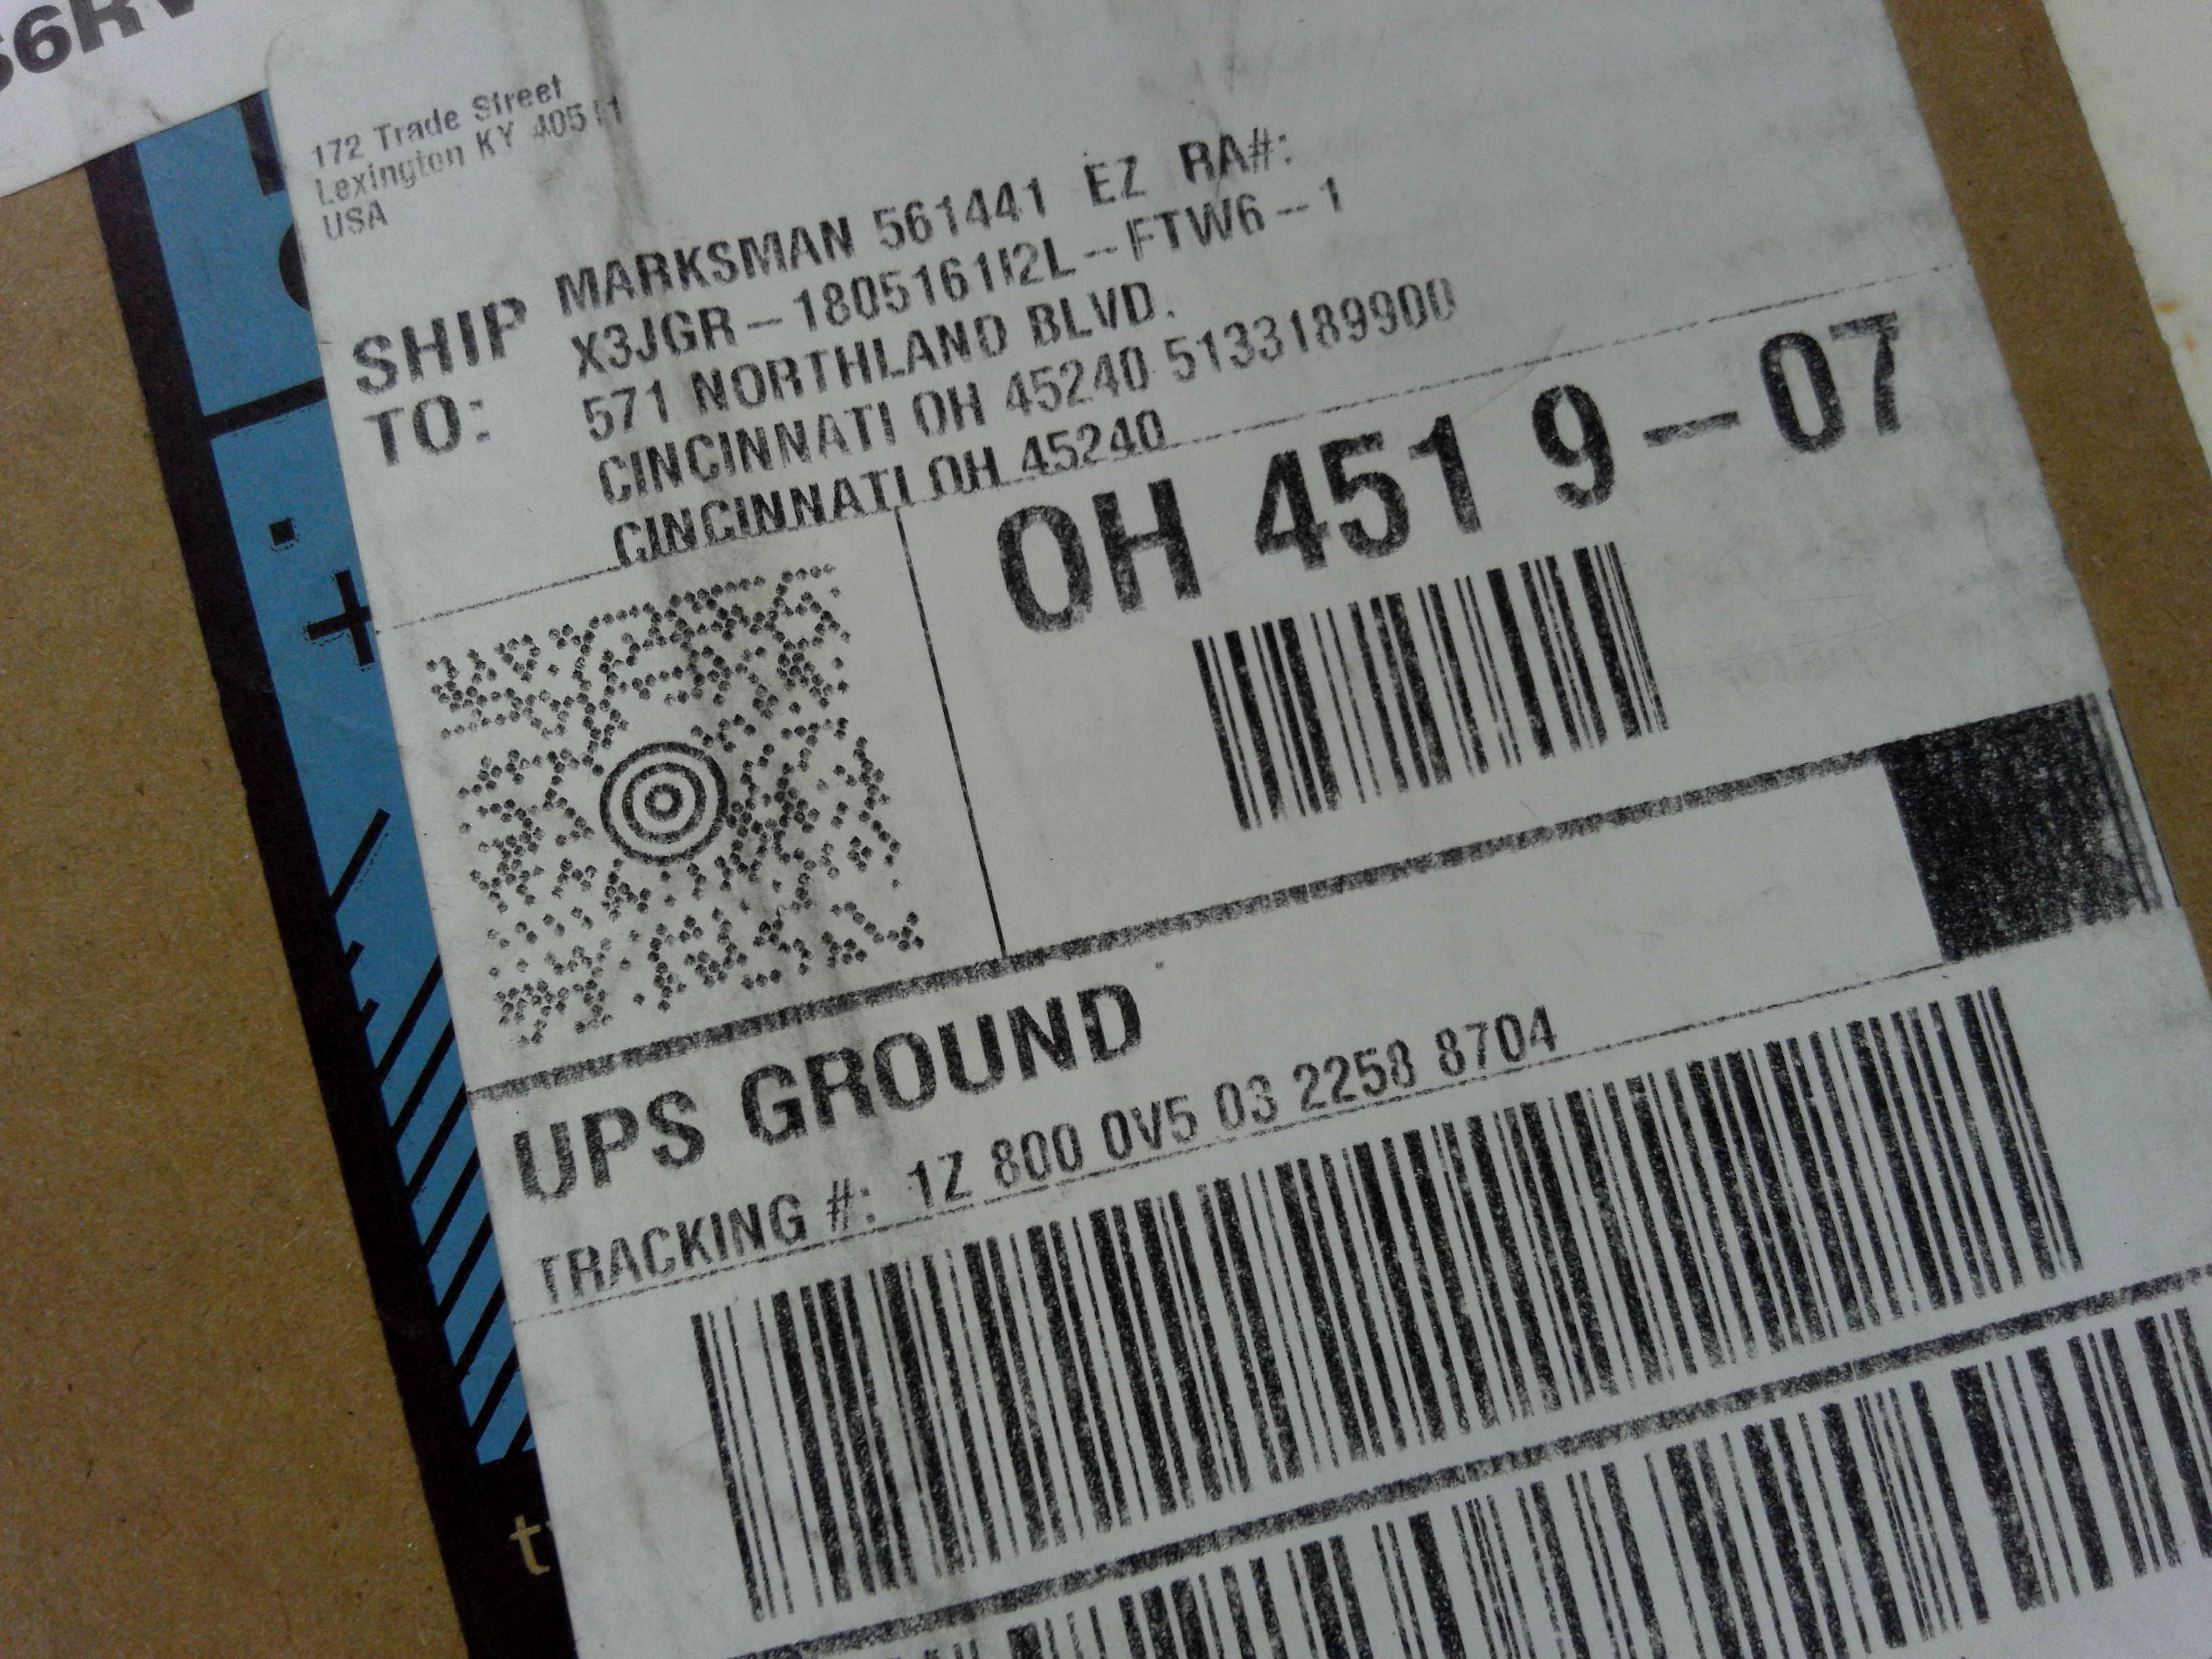 172 Trade Street
Lexington KY 40511
USA
SHIP TO:
MARKSMAN 561441 EZ RA#:
X3JGR-1805161I2L-FTW6-1
571 NORTHLAND BLVD.
CINCINNATI OH 45240 5133189900
CINCINNATI OH 45240
OH 451 9-07
UPS GROUND
TRACKING #: 1Z 800 0V5 03 2258 8704